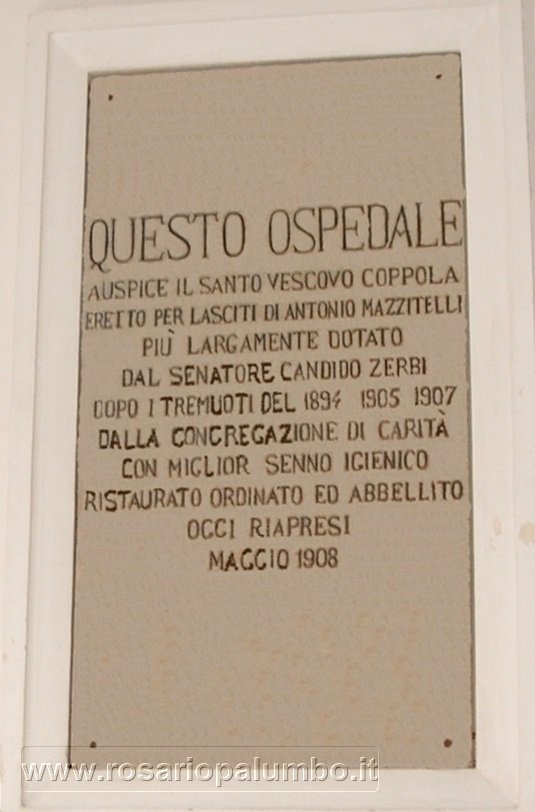 QUESTO OSPEDALE
AUSPICE IL SANTO VESCOVO COPPOLA
ERETTO PER LASCITI DI ANTONIO MAZZITELLI
PIÙ LARGAMENTE DOTATO
DAL SENATORE CANDIDO ZERBI
DOPO I TREMUOTI DEL 1894 1905 1907
DALLA CONGREGAZIONE DI CARITÀ
CON MIGLIOR SENNO IGIENICO
RISTAURATO ORDINATO ED ABBELLITO
OGGI RIAPRESI
MAGGIO 1908
www.rosariopalumbo.it